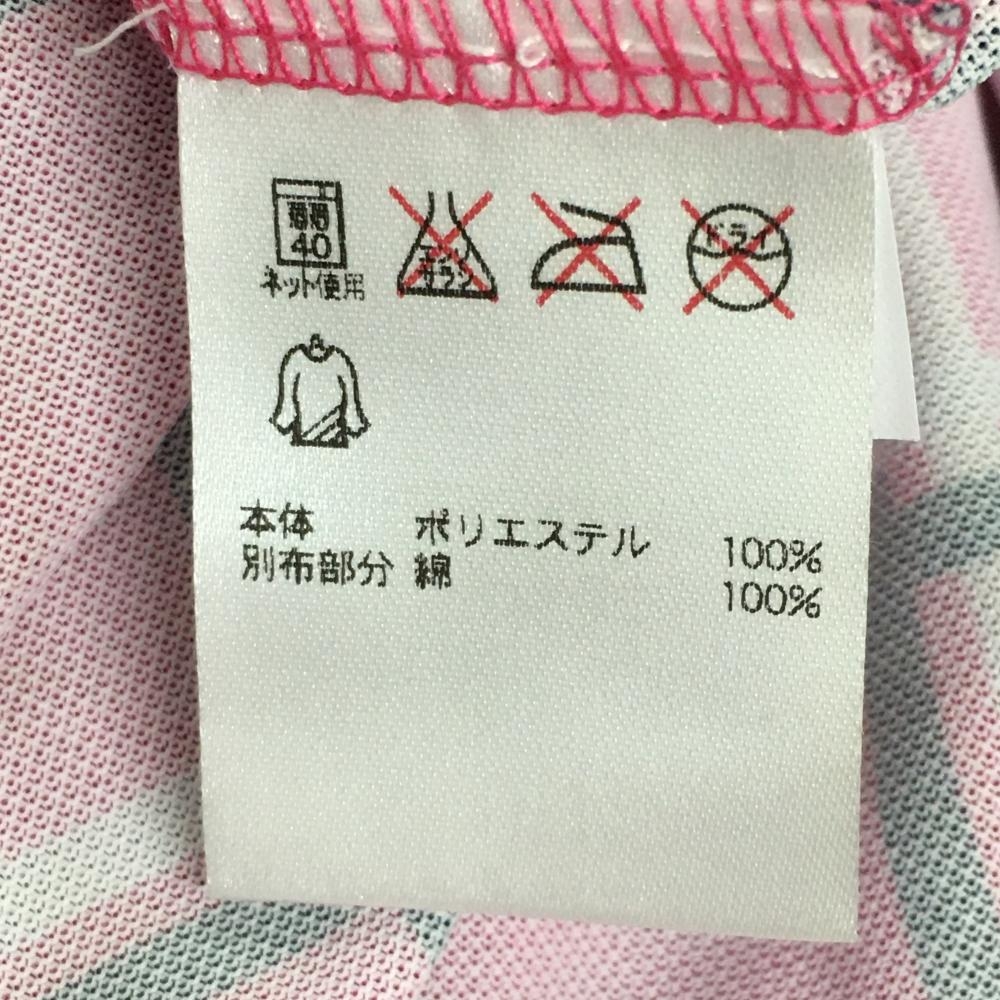 弱
40
ネット使用
エンソ
サラシ
ドライ
本体 ポリエステル 100%
別布部分 綿 100%